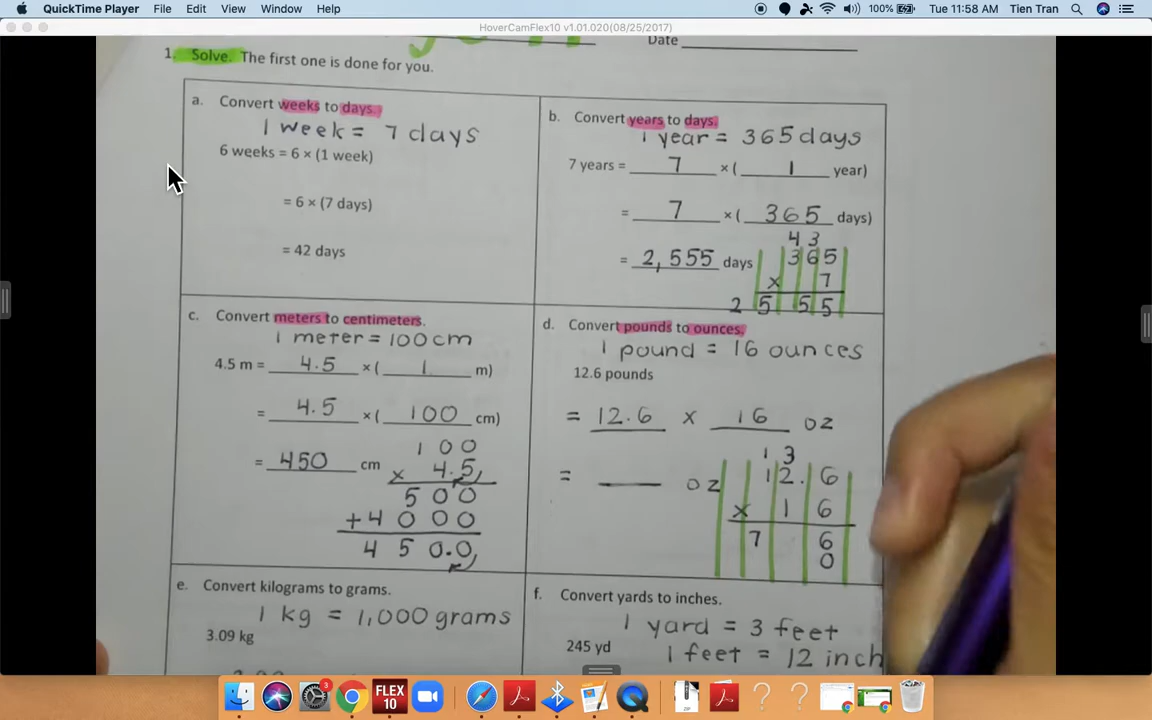 QuickTime Player File Edit View Window Help 100% Tue 11:58 AM Tien Tran
HoverCamFlex10 v1.01.020(08/25/2017)
Date
1. Solve. The first one is done for you.
a. Convert weeks to days.
1 week = 7 days
6 weeks = 6 × (1 week)
= 6 × (7 days)
= 42 days
b. Convert years to days.
1 year = 365 days
7 years = 7 × ( 1 year)
= 7 × ( 365 days)
= 2,555 days
4 3
365
× 7
2 5 5 5
c. Convert meters to centimeters.
1 meter = 100 cm
4.5 m = 4.5 × ( 1 m)
= 4.5 × ( 100 cm)
= 450 cm
1 0 0
× 4.5
5 0 0
+ 4 0 0 0
4 5 0.0
d. Convert pounds to ounces.
1 pound = 16 ounces
12.6 pounds
= 12.6 × 16 oz
= ___ oz
1 3
12.6
× 1 6
7 6
0
e. Convert kilograms to grams.
1 kg = 1,000 grams
3.09 kg
f. Convert yards to inches.
1 yard = 3 feet
245 yd
1 feet = 12 inch
3
FLEX
10